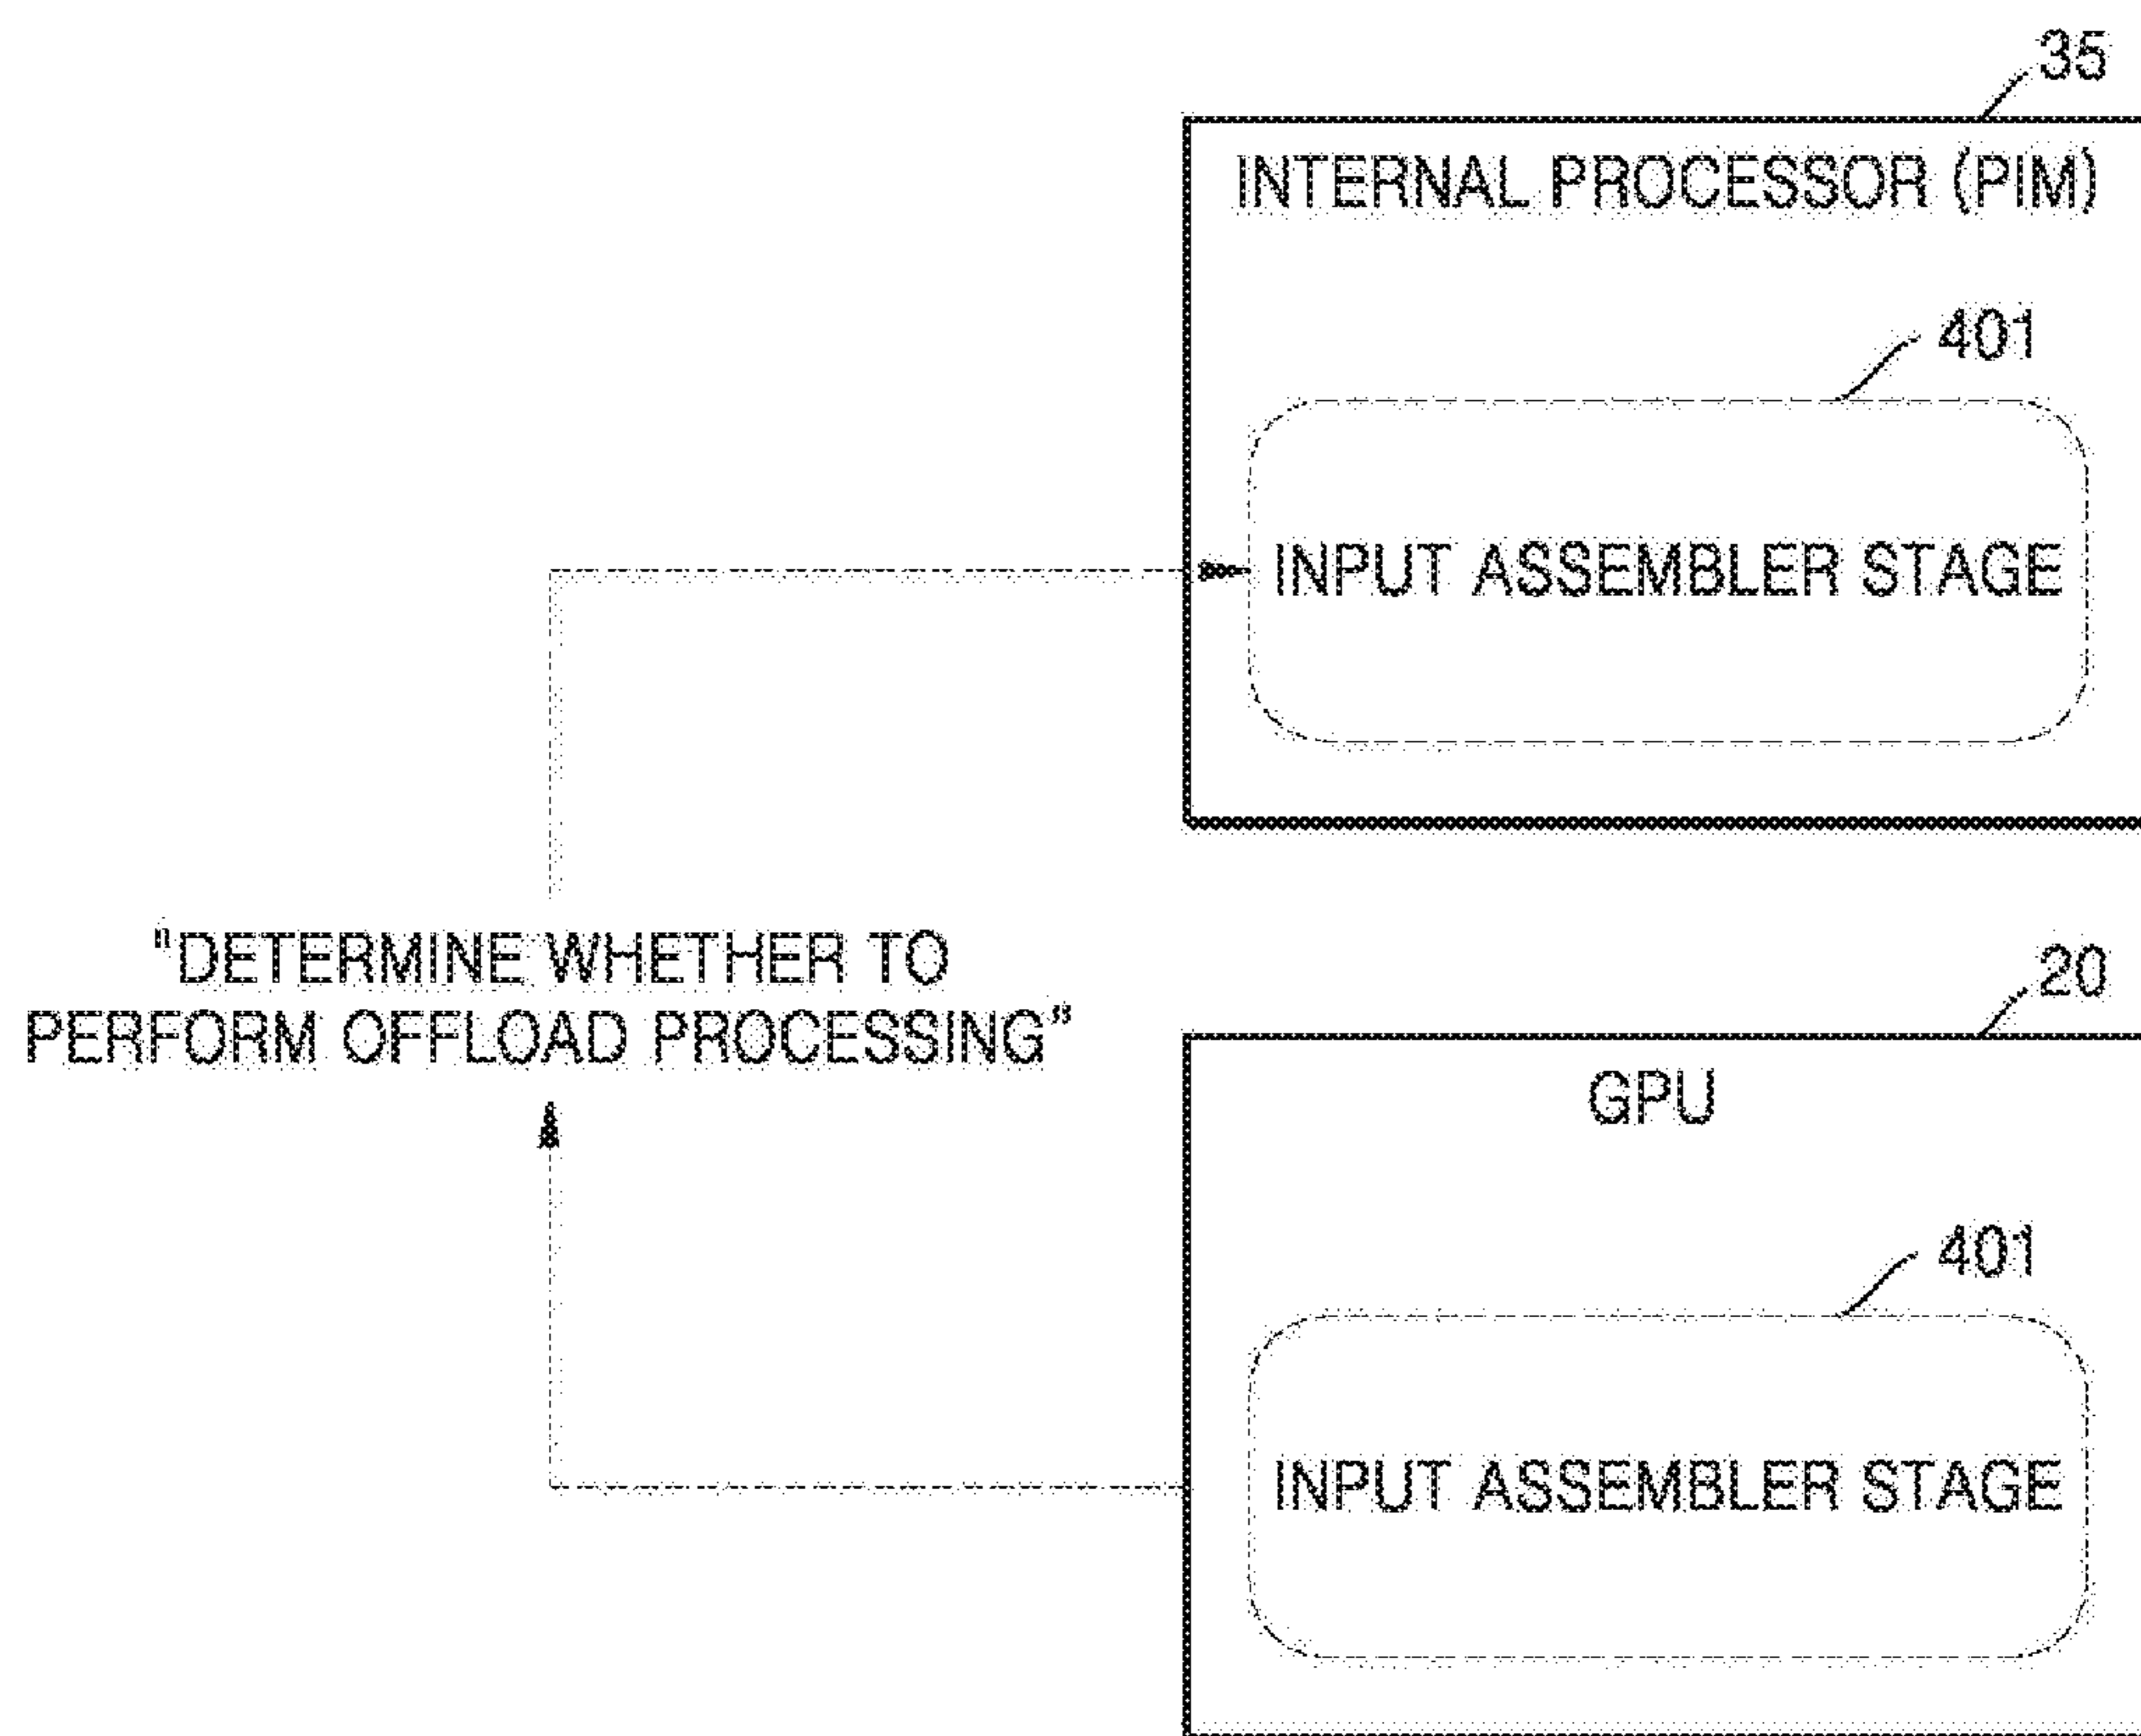 35
INTERNAL PROCESSOR (PIM)
401
INPUT ASSEMBLER STAGE
"DETERMINE WHETHER TO
PERFORM OFFLOAD PROCESSING"
20
GPU
401
INPUT ASSEMBLER STAGE